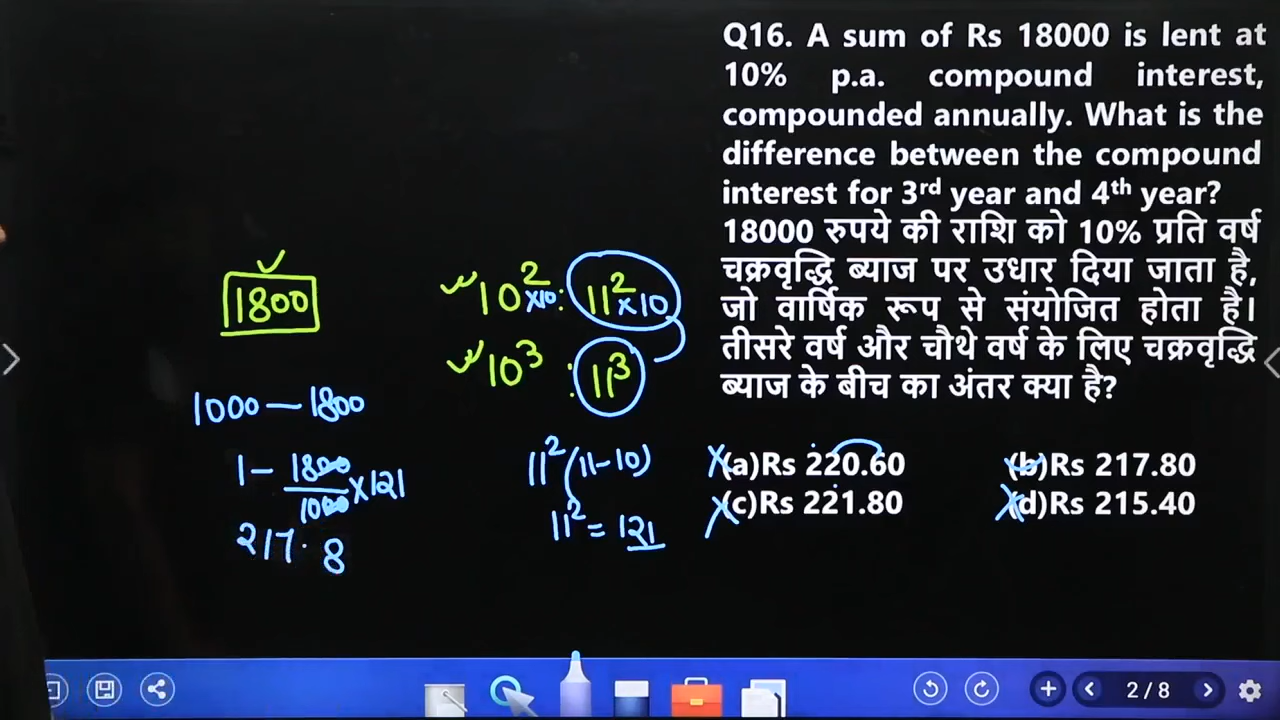 Q16. A sum of Rs 18000 is lent at
10% p.a. compound interest,
compounded annually. What is the
difference between the compound
interest for 3rd year and 4th year?
18000 रुपये की राशि को 10% प्रति वर्ष
चक्रवृद्धि ब्याज पर उधार दिया जाता है,
जो वार्षिक रूप से संयोजित होता है।
तीसरे वर्ष और चौथे वर्ष के लिए चक्रवृद्धि
ब्याज के बीच का अंतर क्या है?
(a)Rs 220.60 (b)Rs 217.80
(c)Rs 221.80 (d)Rs 215.40
1800
10² ×10 : 11² ×10
10³ : 11³
1000 — 1800
1 — 1800/1000 ×121
217.8
11² (11-10)
11² = 121
2 / 8